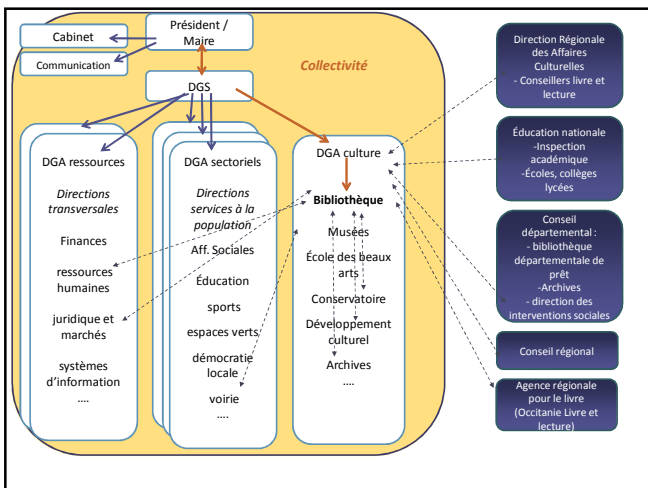 Président /
Maire
Cabinet
Communication
Collectivité
DGS
DGA ressources
Directions
transversales
Finances
ressources
humaines
juridique et
marchés
systèmes
d'information
....
DGA sectoriels
Directions
services à la
population
Aff. Sociales
Éducation
sports
espaces verts
démocratie
locale
voirie
....
DGA culture
Bibliothèque
Musées
École des beaux
arts
Conservatoire
Développement
culturel
Archives
....
Direction Régionale
des Affaires
Culturelles
- Conseillers livre et
lecture
Éducation nationale
-Inspection
académique
-Écoles, collèges
lycées
Conseil
départemental :
- bibliothèque
départementale de
prêt
-Archives
- direction des
interventions sociales
Conseil régional
Agence régionale
pour le livre
(Occitanie Livre et
lecture)